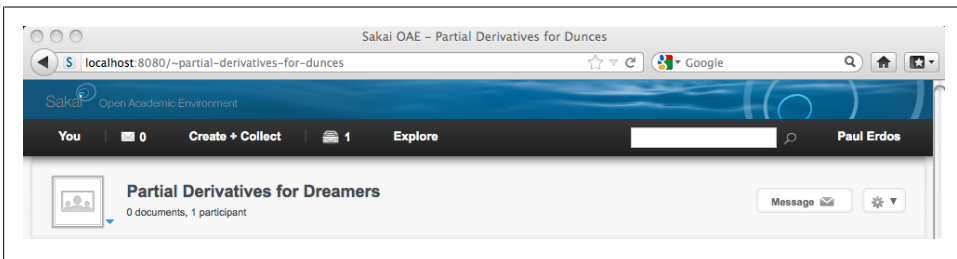 Sakai OAE – Partial Derivatives for Dunces
S localhost:8080/~partial-derivatives-for-dunces Google
Sakai Open Academic Environment
You 0 Create + Collect 1 Explore Paul Erdos
Partial Derivatives for Dreamers
0 documents, 1 participant
Message